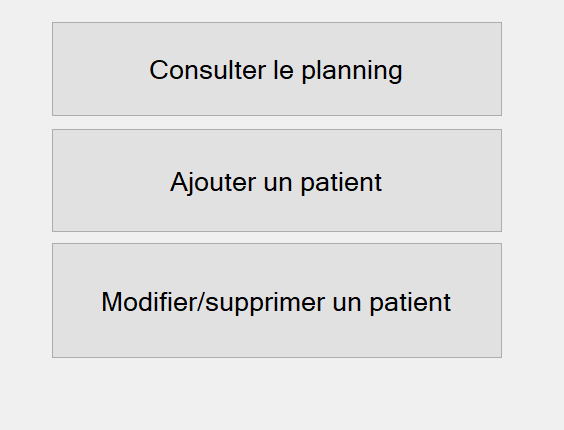 Consulter le planning
Ajouter un patient
Modifier/supprimer un patient